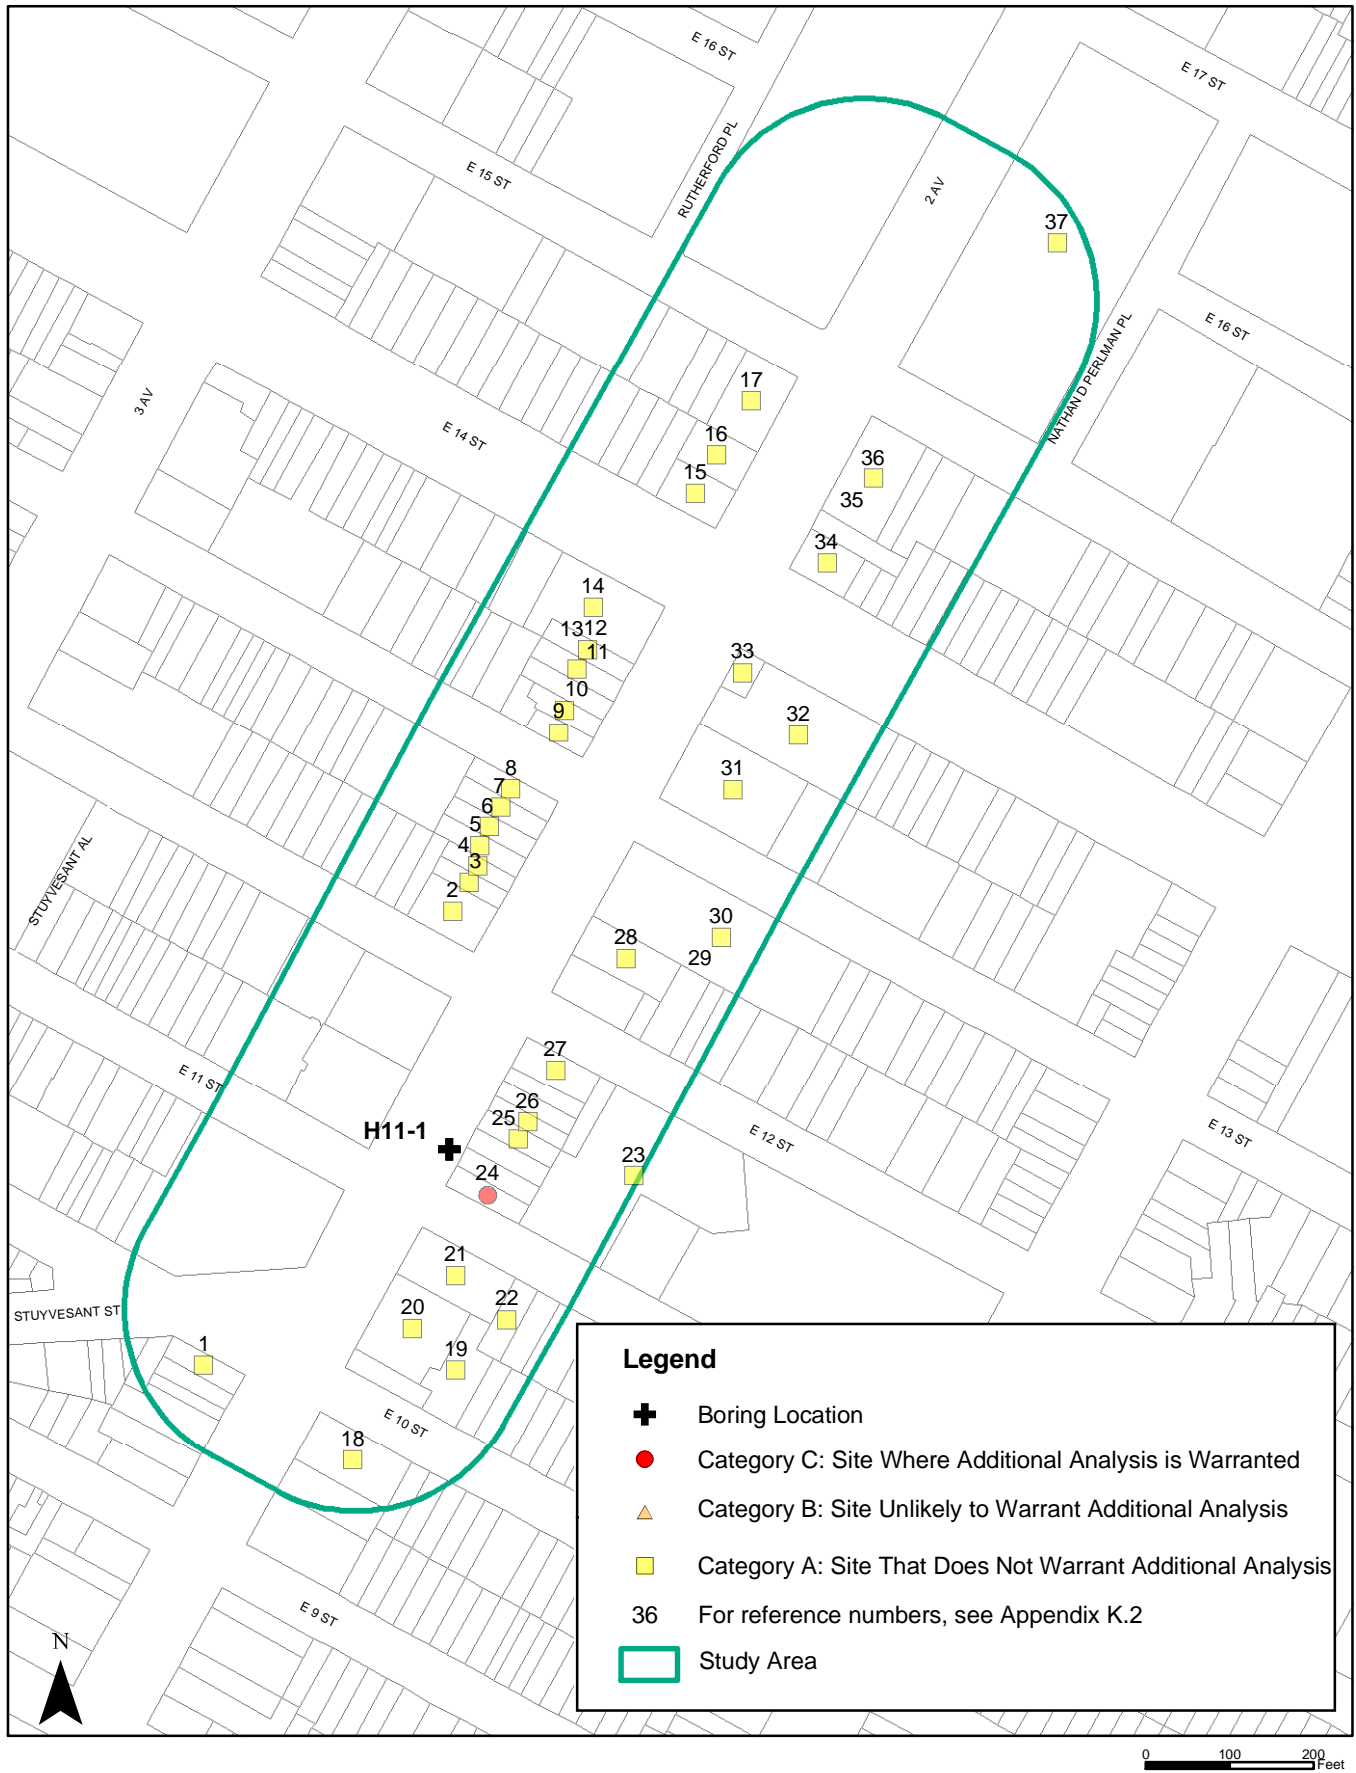 E 16 ST
E 17 ST
RUTHERFORD PL
E 15 ST
2 AV
37
E 16 ST
NATHAN D PERLMAN PL
3 AV
17
E 14 ST
16
15
36
35
34
14
1312
11
33
10
9
32
31
8
7
6
5
4
3
2
STUYVESANT AL
30
28
29
27
E 11 ST
26
25
H11-1
E 12 ST
E 13 ST
23
24
21
22
20
19
STUYVESANT ST
1
E 10 ST
18
E 9 ST
Legend
Boring Location
Category C: Site Where Additional Analysis is Warranted
Category B: Site Unlikely to Warrant Additional Analysis
Category A: Site That Does Not Warrant Additional Analysis
36 For reference numbers, see Appendix K.2
Study Area
N
0 100 200
Feet